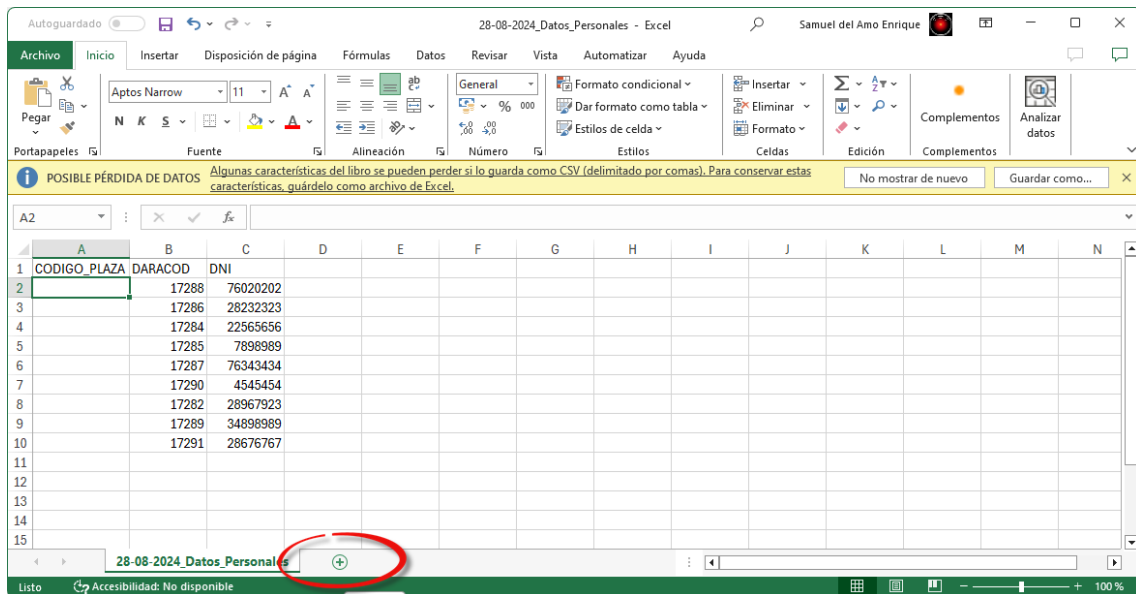 Autoguardado
28-08-2024_Datos_Personales - Excel
Samuel del Amo Enrique
Archivo Inicio Insertar Disposición de página Fórmulas Datos Revisar Vista Automatizar Ayuda
Pegar
Aptos Narrow 11 A^ A˅
N K S A
ab
General
% 000
Formato condicional
Dar formato como tabla
Estilos de celda
Insertar
Eliminar
Formato
Complementos
Analizar datos
Portapapeles Fuente Alineación Número Estilos Celdas Edición Complementos
POSIBLE PÉRDIDA DE DATOS Algunas características del libro se pueden perder si lo guarda como CSV (delimitado por comas). Para conservar estas
características, guárdelo como archivo de Excel.
No mostrar de nuevo Guardar como...
A2 fx
A B C D E F G H I J K L M N
1 CODIGO_PLAZA DARACOD DNI
2 17288 76020202
3 17286 28232323
4 17284 22565656
5 17285 7898989
6 17287 76343434
7 17290 4545454
8 17282 28967923
9 17289 34898989
10 17291 28676767
11
12
13
14
15
28-08-2024_Datos_Personales
Listo Accesibilidad: No disponible 100 %